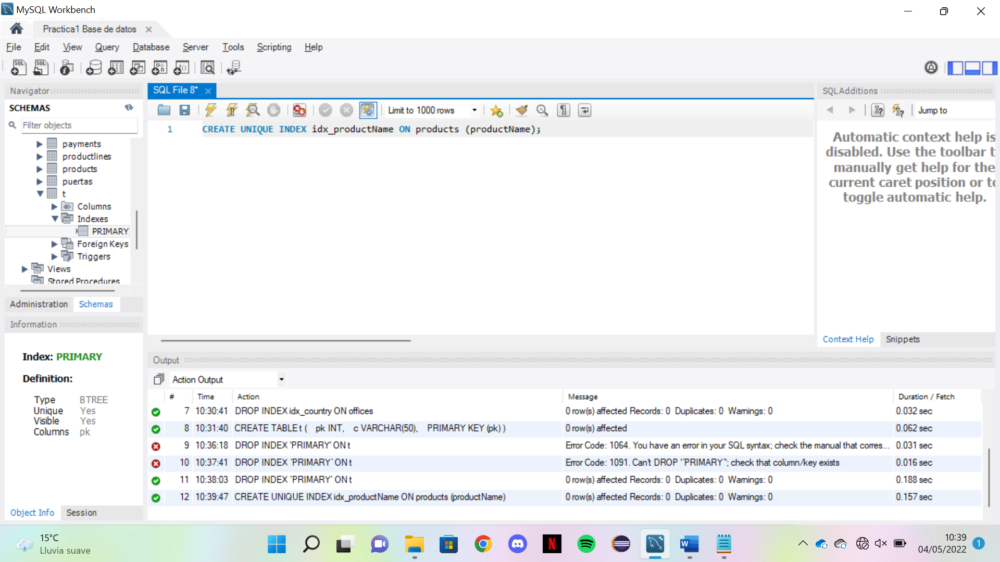 MySQL Workbench
Practica1 Base de datos
File Edit View Query Database Server Tools Scripting Help
Navigator
SCHEMAS
Filter objects
payments
productlines
products
puertas
t
Columns
Indexes
PRIMARY
Foreign Keys
Triggers
Views
Stored Procedures
Administration Schemas
Information
Index: PRIMARY
Definition:
Type BTREE
Unique Yes
Visible Yes
Columns pk
Object Info Session
SQL File 8*
Limit to 1000 rows
1 CREATE UNIQUE INDEX idx_productName ON products (productName);
SQLAdditions
Jump to
Automatic context help is
disabled. Use the toolbar t
manually get help for the
current caret position or to
toggle automatic help.
Context Help Snippets
Output
Action Output
# Time Action Message Duration / Fetch
7 10:30:41 DROP INDEX idx_country ON offices 0 row(s) affected Records: 0 Duplicates: 0 Warnings: 0 0.032 sec
8 10:31:40 CREATE TABLE t ( pk INT, c VARCHAR(50), PRIMARY KEY (pk) ) 0 row(s) affected 0.062 sec
9 10:36:18 DROP INDEX 'PRIMARY' ON t Error Code: 1064. You have an error in your SQL syntax; check the manual that corres... 0.031 sec
10 10:37:41 DROP INDEX ´PRIMARY´ ON t Error Code: 1091. Can't DROP '´PRIMARY´'; check that column/key exists 0.016 sec
11 10:38:03 DROP INDEX `PRIMARY` ON t 0 row(s) affected Records: 0 Duplicates: 0 Warnings: 0 0.188 sec
12 10:39:47 CREATE UNIQUE INDEX idx_productName ON products (productName) 0 row(s) affected Records: 0 Duplicates: 0 Warnings: 0 0.157 sec
15°C
Lluvia suave
10:39
04/05/2022
1